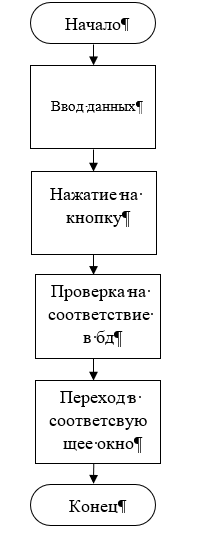 Начало¶
Ввод·данных¶
Нажатие·на·
кнопку¶
Проверка·на·
соответствие·
в·бд¶
Переход·в·
соответсвую
щее·окно¶
Конец¶